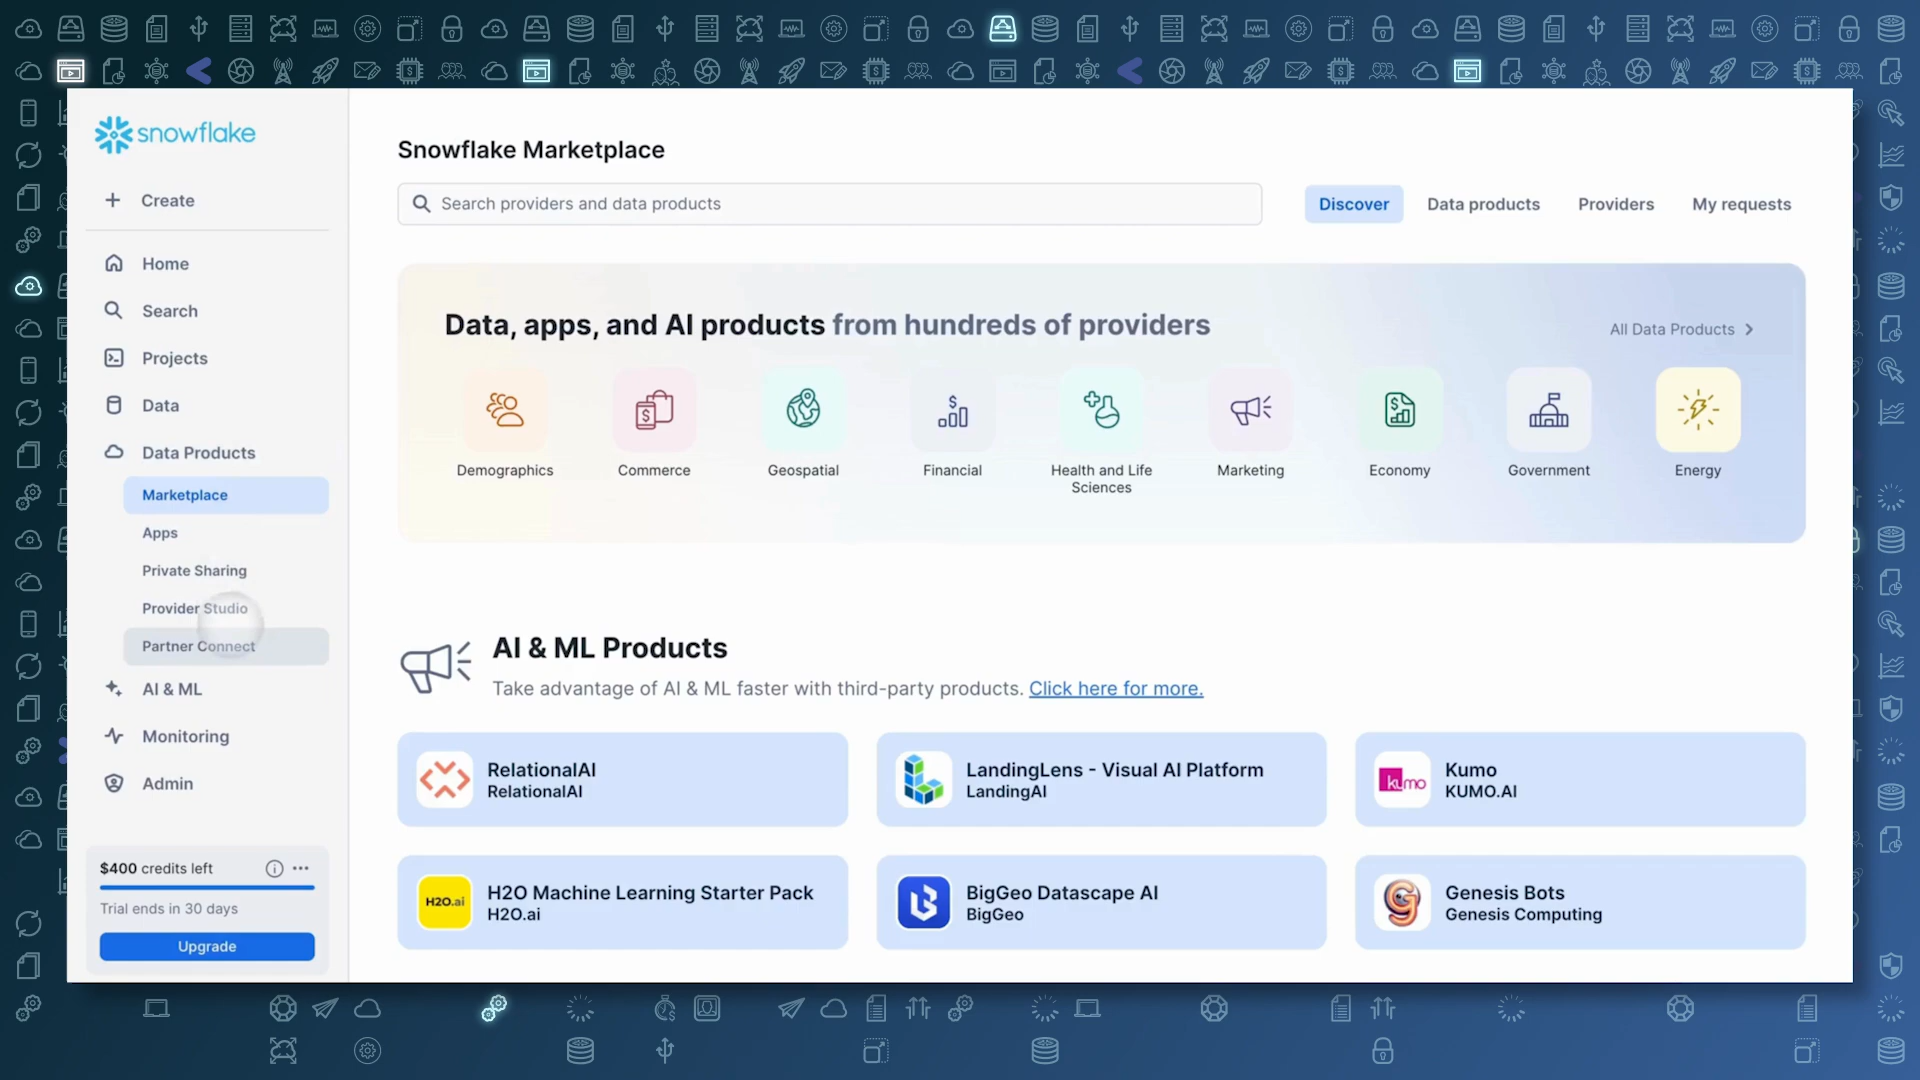 snowflake
Create
Home
Search
Projects
Data
Data Products
Marketplace
Apps
Private Sharing
Provider Studio
Partner Connect
AI & ML
Monitoring
Admin
$400 credits left
Trial ends in 30 days
Upgrade
Snowflake Marketplace
Search providers and data products
Discover
Data products
Providers
My requests
Data, apps, and AI products from hundreds of providers
All Data Products
Demographics
Commerce
Geospatial
Financial
Health and Life
Sciences
Marketing
Economy
Government
Energy
AI & ML Products
Take advantage of AI & ML faster with third-party products. Click here for more.
RelationalAI
RelationalAI
LandingLens - Visual AI Platform
LandingAI
kumo
Kumo
KUMO.AI
H2O.ai
H2O Machine Learning Starter Pack
H2O.ai
BigGeo Datascape AI
BigGeo
Genesis Bots
Genesis Computing